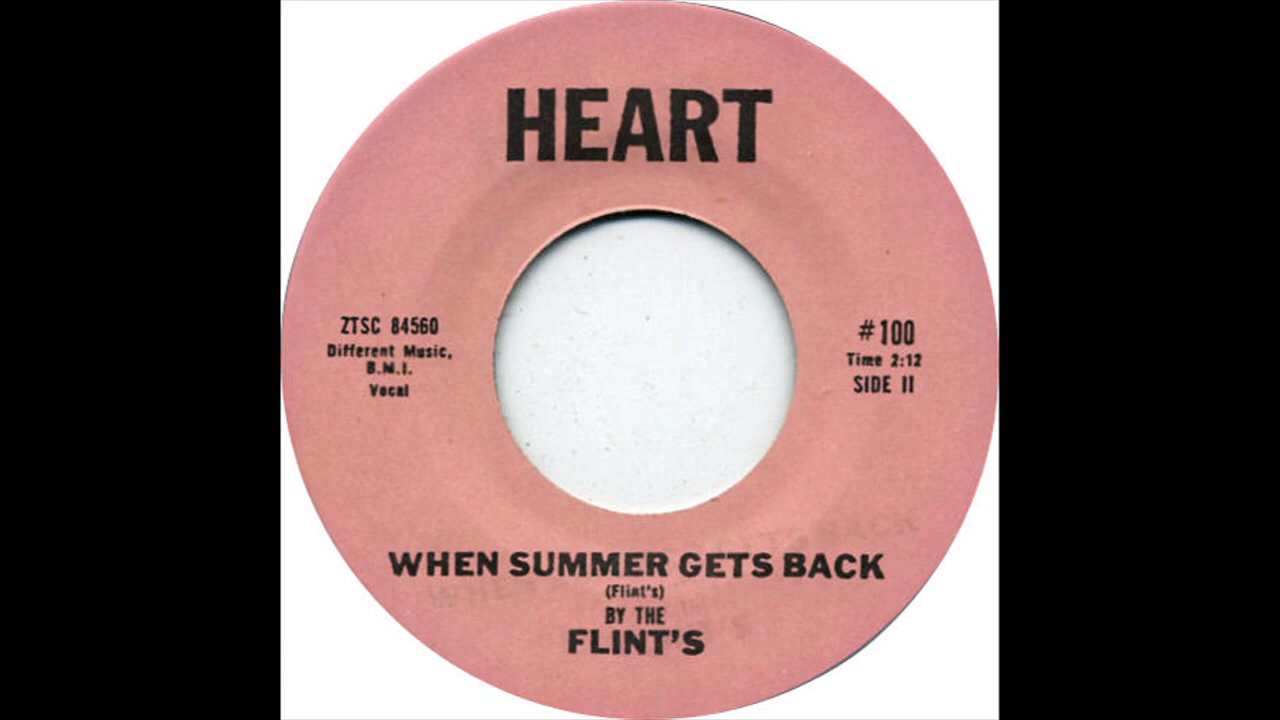 HEART
ZTSC 84560
Different Music,
B.M.I.
Vocal
#100
Time 2:12
SIDE II
WHEN SUMMER GETS BACK
(Flint's)
BY THE
FLINT'S